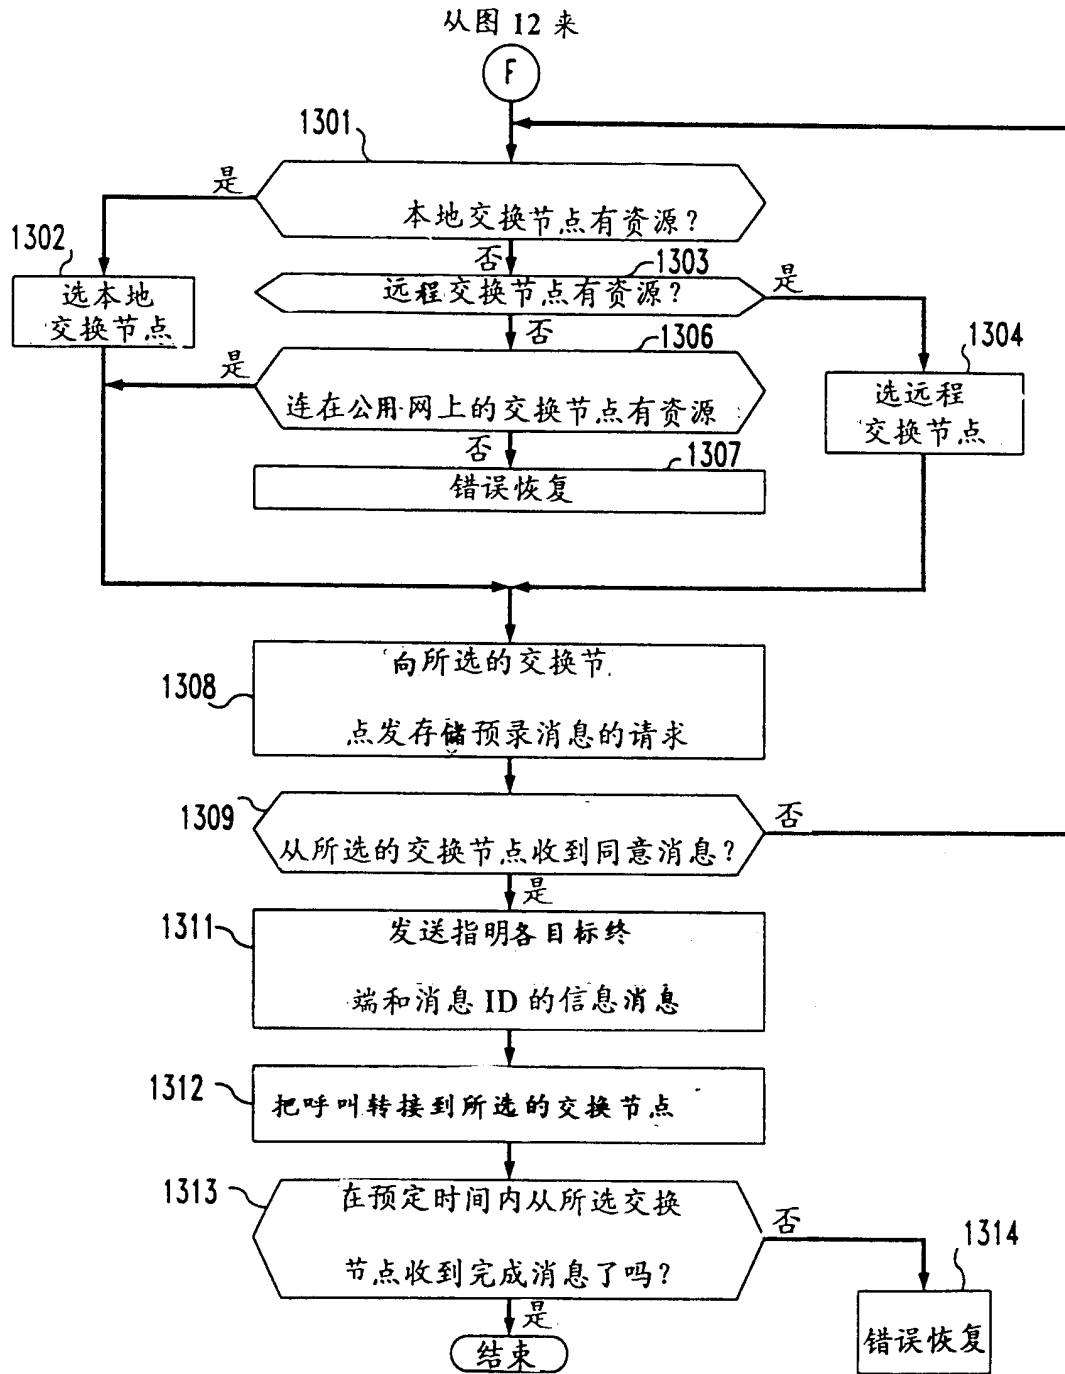 从图 12 来
F
1301
是
本地交换节点有资源?
1302
否
1303
选本地
交换节点
远程交换节点有资源?
是
否
1306
1304
是
连在公用网上的交换节点有资源
选远程
交换节点
否
1307
错误恢复
向所选的交换节
1308
点发存储预录消息的请求
1309
否
从所选的交换节点收到同意消息?
是
1311
发送指明各目标终
端和消息 ID 的信息消息
1312
把呼叫转接到所选的交换节点
1313
在预定时间内从所选交换
否
1314
节点收到完成消息了吗?
是
结束
错误恢复